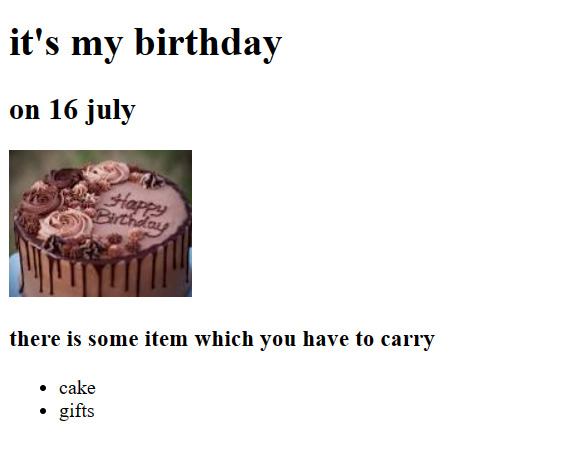 it's my birthday
on 16 july
Happy
Birthday
there is some item which you have to carry
cake
gifts